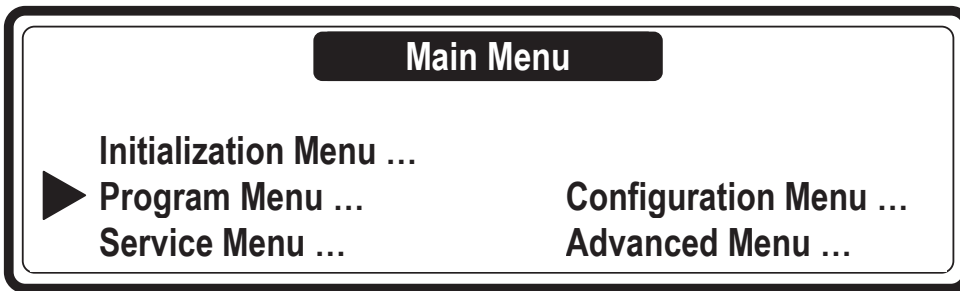 Main Menu
Initialization Menu …
Program Menu … Configuration Menu …
Service Menu … Advanced Menu …